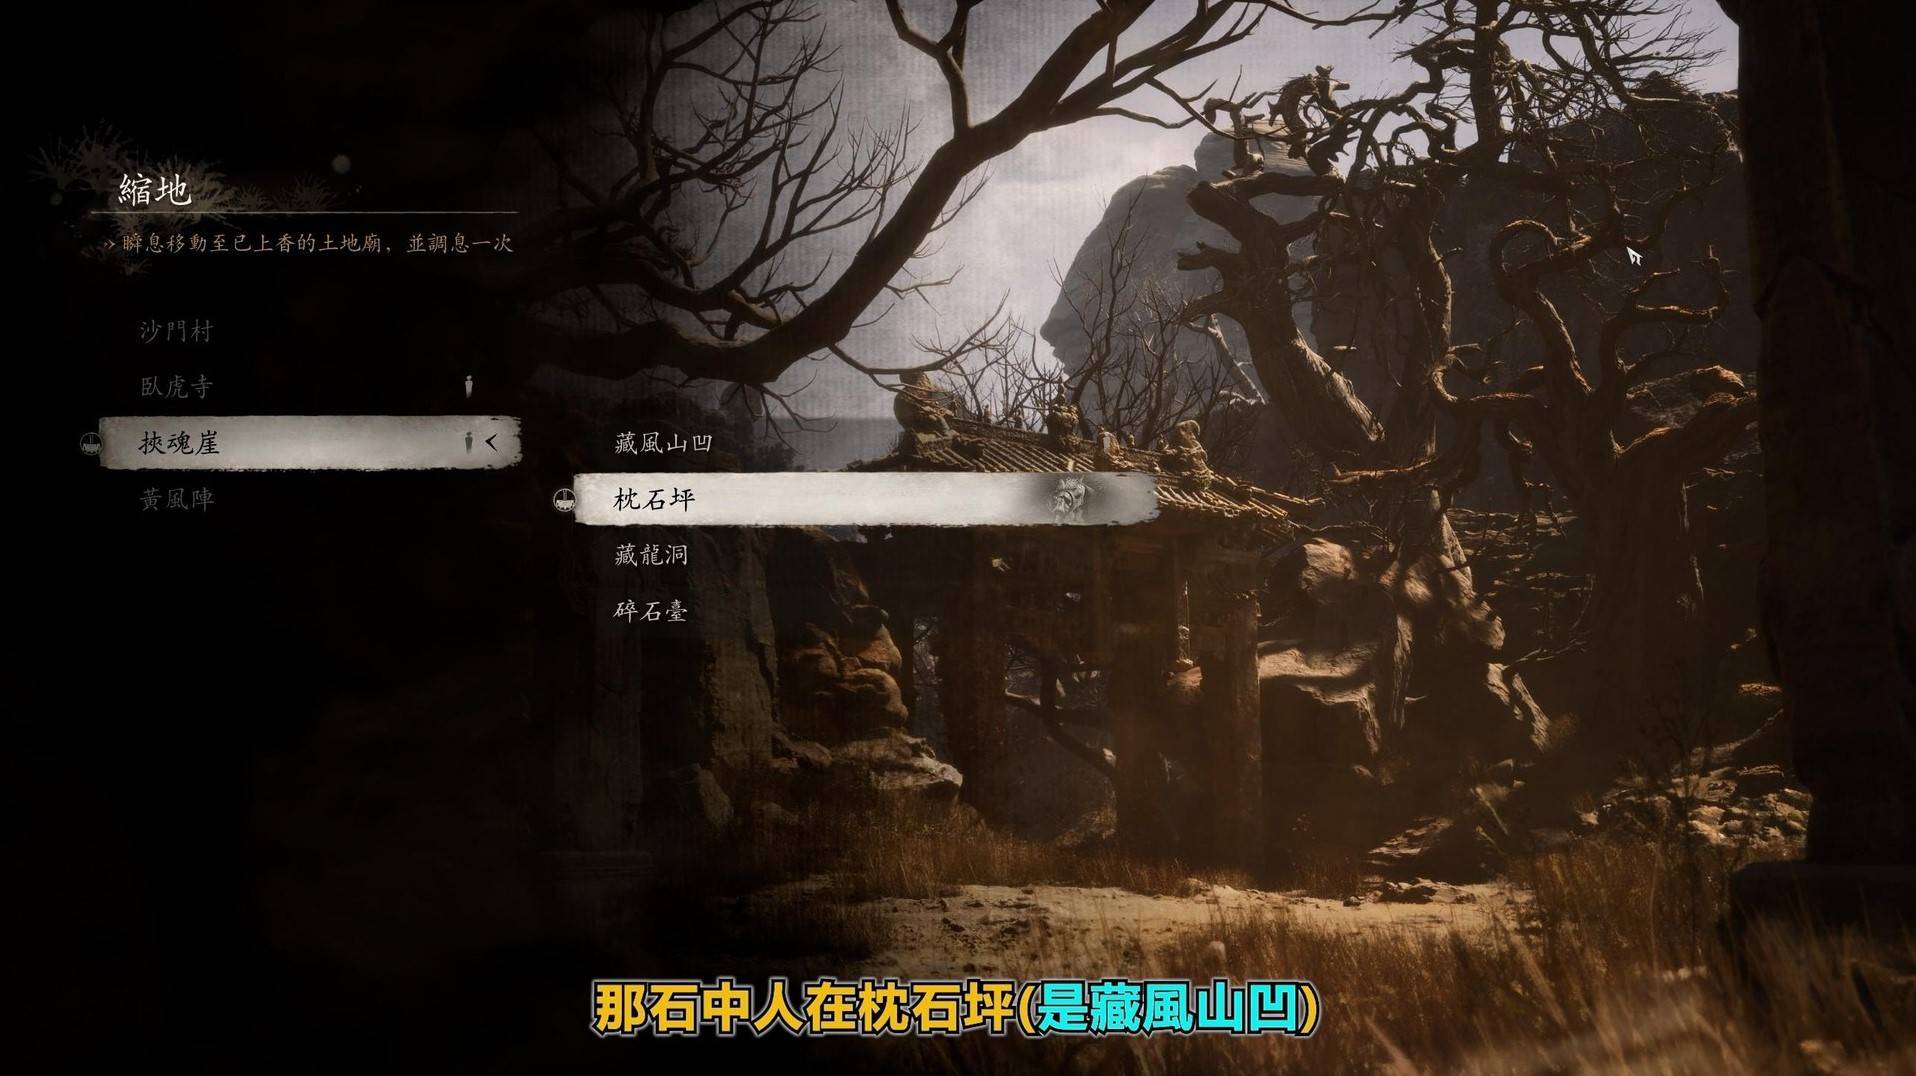 縮地
瞬息移動至已上香的土地廟，並調息一次
沙門村
臥虎寺
挾魂崖
黃風陣
藏風山凹
枕石坪
藏龍洞
碎石臺
那石中人在枕石坪(是藏風山凹)